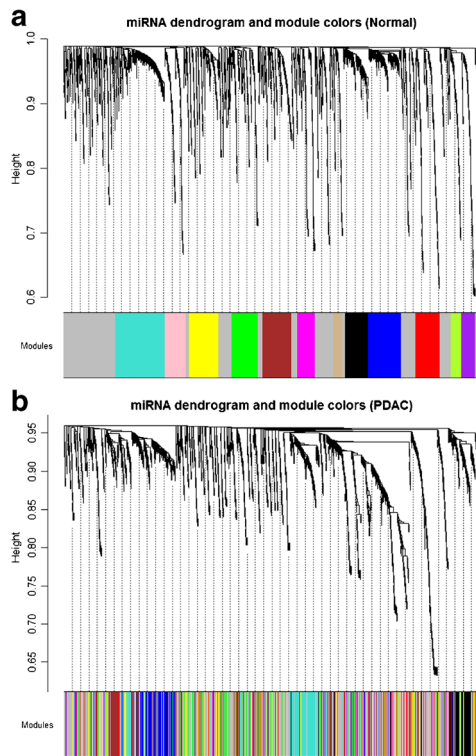 a
miRNA dendrogram and module colors (Normal)
1.0
0.9
0.8
0.7
0.6
Height
Modules
b
miRNA dendrogram and module colors (PDAC)
0.95
0.90
0.85
0.80
0.75
0.70
0.65
Height
Modules